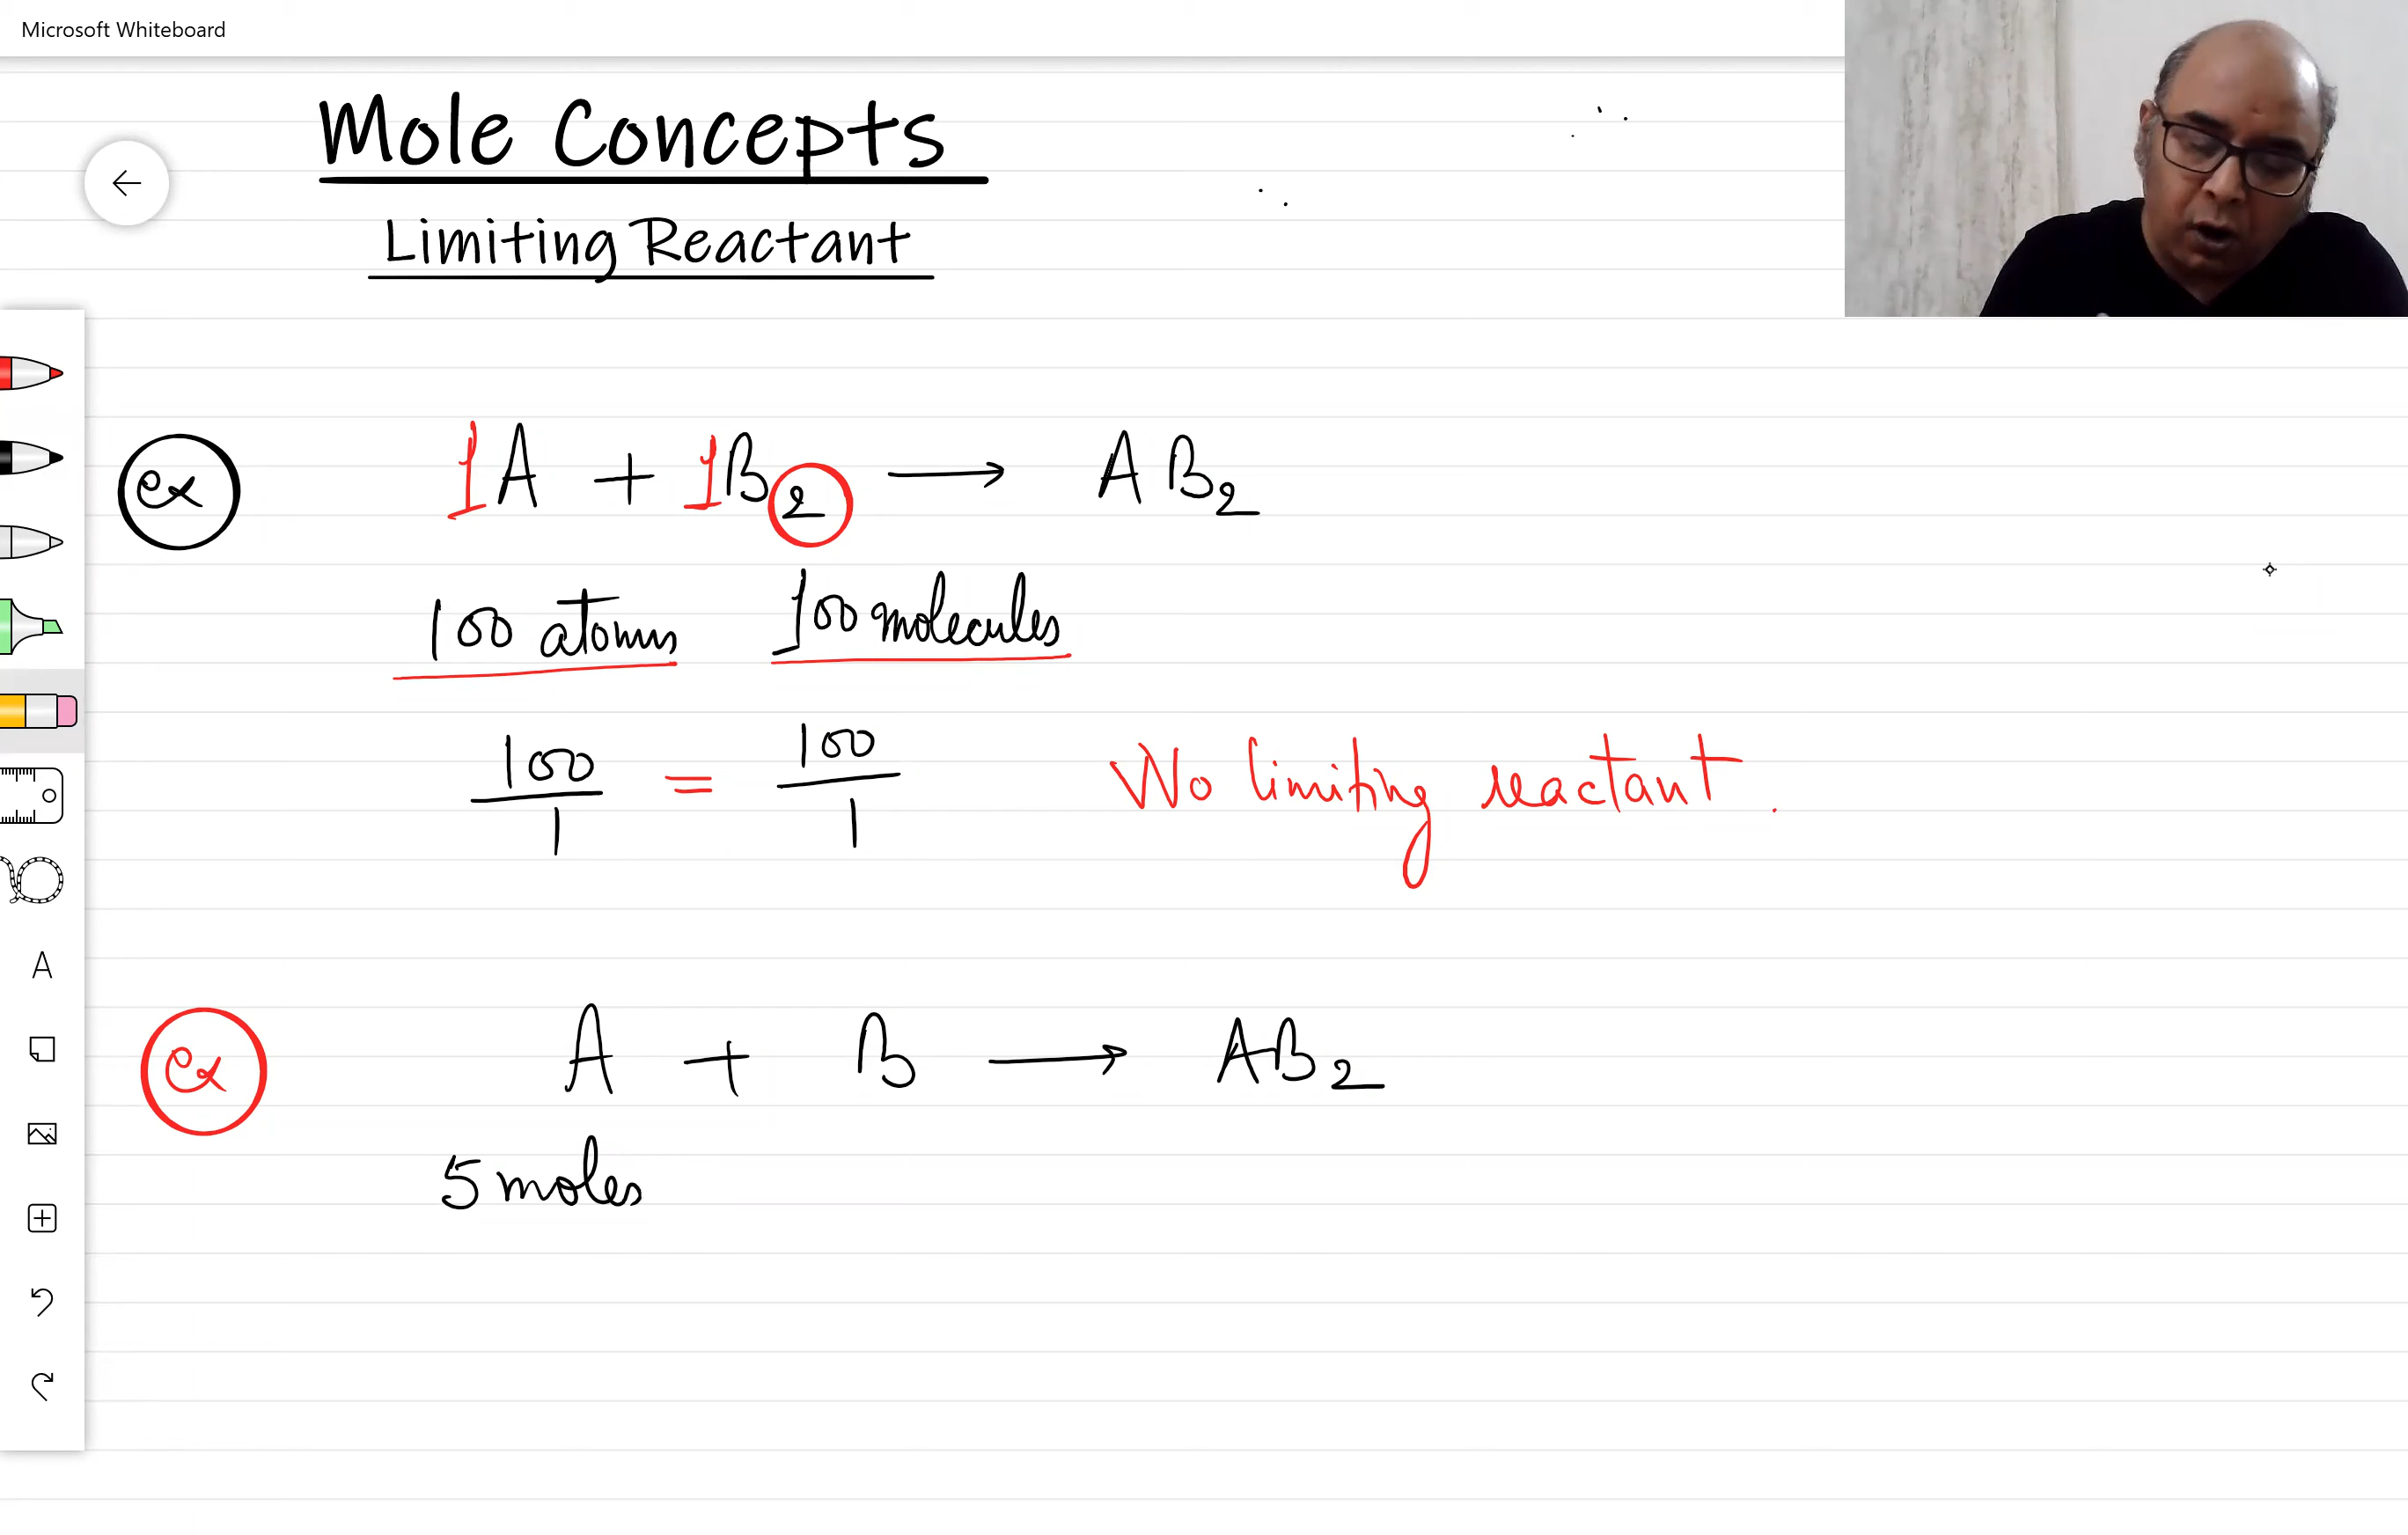 Microsoft Whiteboard
Mole Concepts
Limiting Reactant
ex 1A + 1B2 → AB2
100 atoms 100 molecules
100/1 = 100/1 No limiting reactant.
ex A + B → AB2
5 moles
A